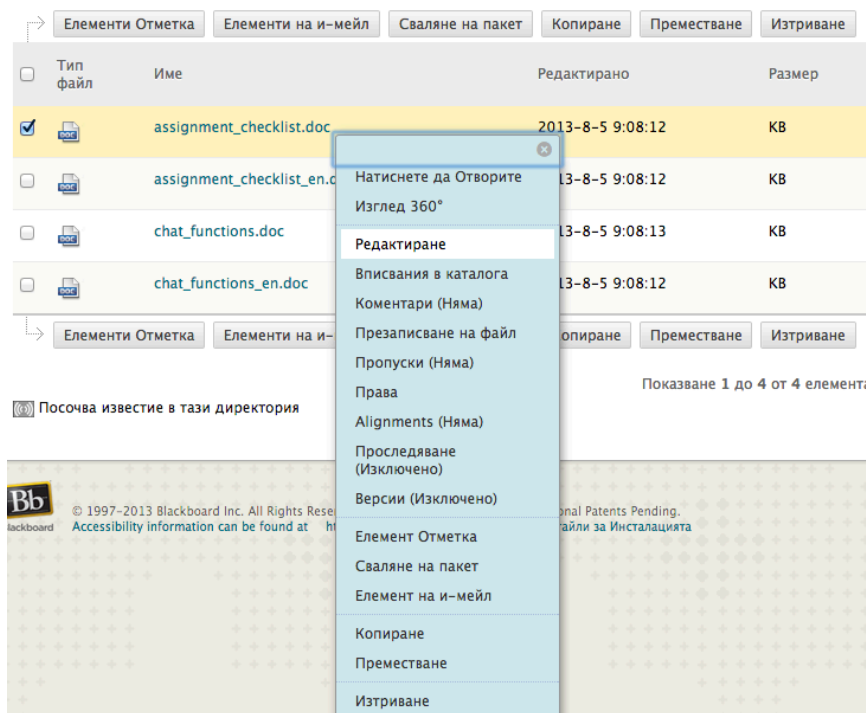 Елементи Отметка Елементи на и-мейл Сваляне на пакет Копиране Преместване Изтриване
Тип файл Име Редактирано Размер
assignment_checklist.doc 2013-8-5 9:08:12 KB
assignment_checklist_en.d 13-8-5 9:08:12 KB
chat_functions.doc 13-8-5 9:08:13 KB
chat_functions_en.doc 13-8-5 9:08:12 KB
Елементи Отметка Елементи на и- опиране Преместване Изтриване
Показване 1 до 4 от 4 елемента
Посочва известие в тази директория
Натиснете да Отворите
Изглед 360°
Редактиране
Вписвания в каталога
Коментари (Няма)
Презаписване на файл
Пропуски (Няма)
Права
Alignments (Няма)
Проследяване
(Изключено)
Версии (Изключено)
Елемент Отметка
Сваляне на пакет
Елемент на и-мейл
Копиране
Преместване
Изтриване
Bb
lackboard
© 1997-2013 Blackboard Inc. All Rights Rese onal Patents Pending.
Accessibility information can be found at ht айли за Инсталацията